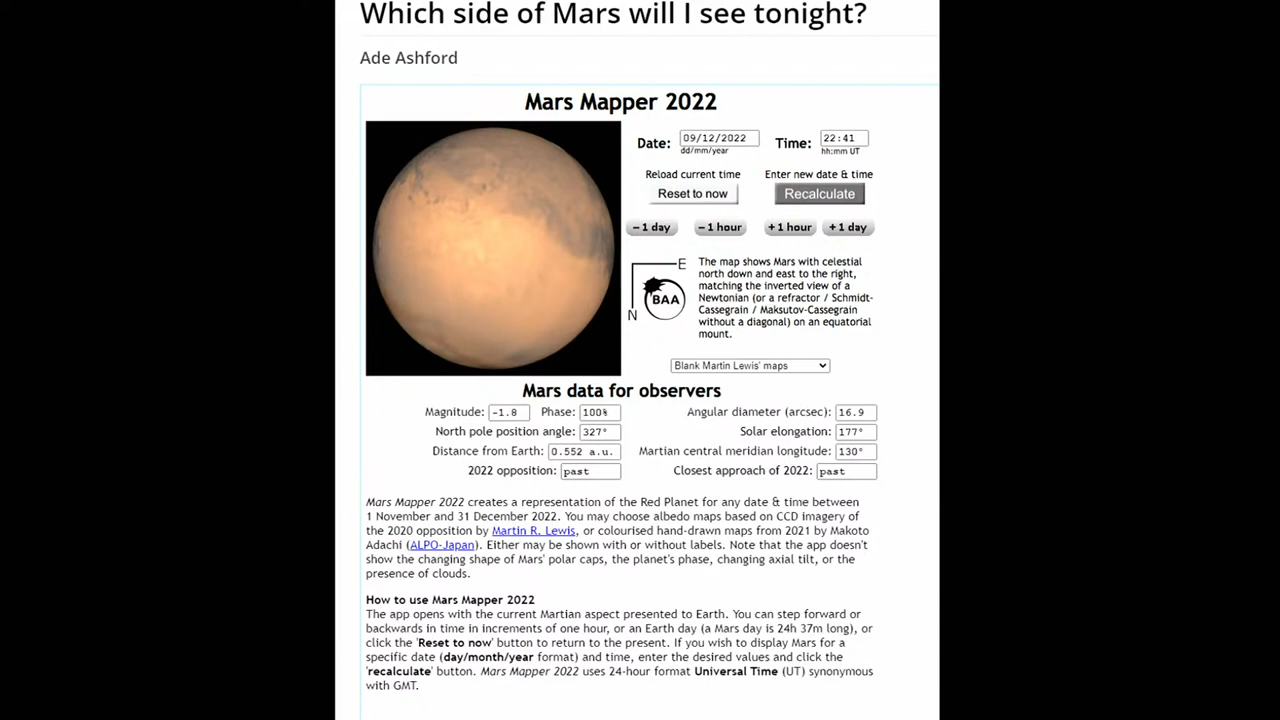 Which side of Mars will I see tonight?
Ade Ashford
Mars Mapper 2022
Date: 09/12/2022 Time: 22:41
dd/mm/year hh:mm UT
Reload current time Enter new date & time
Reset to now Recalculate
– 1 day – 1 hour + 1 hour + 1 day
E
N
BAA
The map shows Mars with celestial
north down and east to the right,
matching the inverted view of a
Newtonian (or a refractor / Schmidt-
Cassegrain / Maksutov-Cassegrain
without a diagonal) on an equatorial
mount.
Blank Martin Lewis' maps
Mars data for observers
Magnitude: -1.8 Phase: 100% Angular diameter (arcsec): 16.9
North pole position angle: 327° Solar elongation: 177°
Distance from Earth: 0.552 a.u. Martian central meridian longitude: 130°
2022 opposition: past Closest approach of 2022: past
Mars Mapper 2022 creates a representation of the Red Planet for any date & time between
1 November and 31 December 2022. You may choose albedo maps based on CCD imagery of
the 2020 opposition by Martin R. Lewis, or colourised hand-drawn maps from 2021 by Makoto
Adachi (ALPO-Japan). Either may be shown with or without labels. Note that the app doesn't
show the changing shape of Mars' polar caps, the planet's phase, changing axial tilt, or the
presence of clouds.
How to use Mars Mapper 2022
The app opens with the current Martian aspect presented to Earth. You can step forward or
backwards in time in increments of one hour, or an Earth day (a Mars day is 24h 37m long), or
click the 'Reset to now' button to return to the present. If you wish to display Mars for a
specific date (day/month/year format) and time, enter the desired values and click the
'recalculate' button. Mars Mapper 2022 uses 24-hour format Universal Time (UT) synonymous
with GMT.